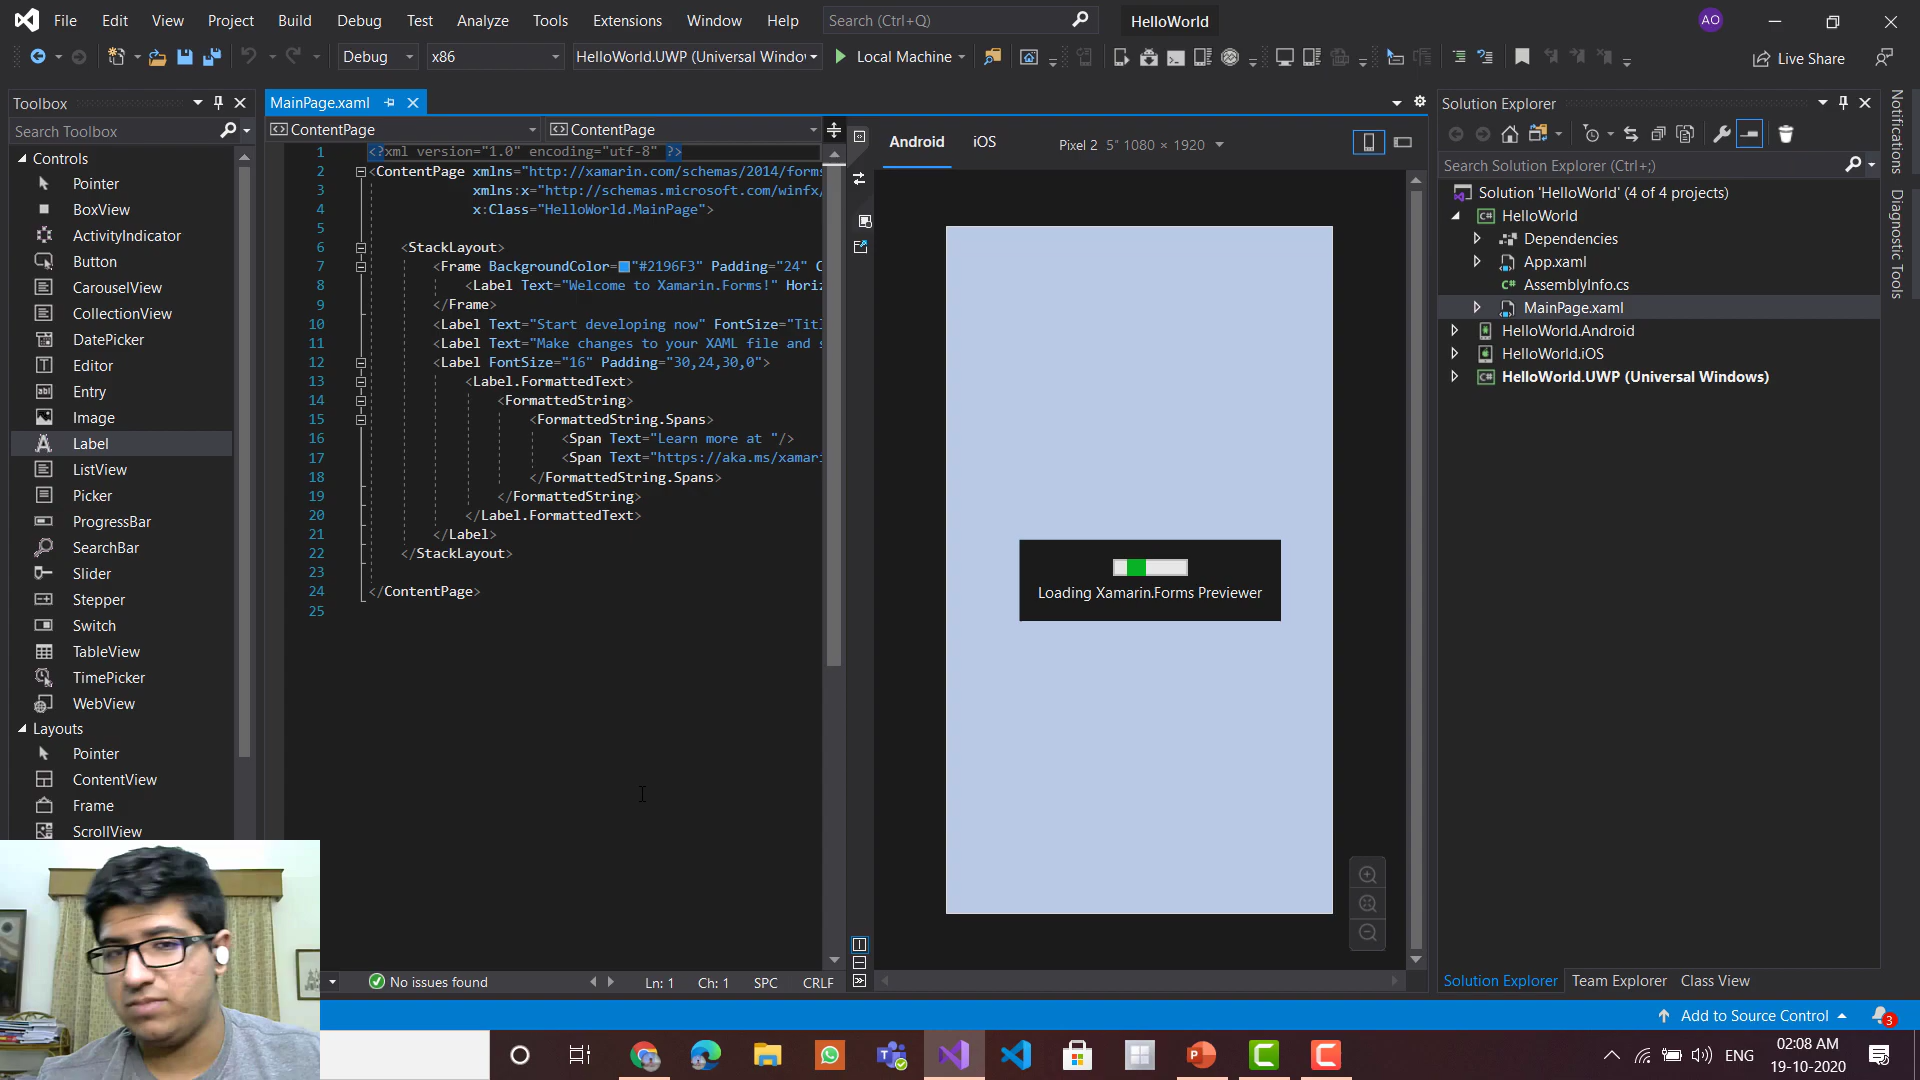 File Edit View Project Build Debug Test Analyze Tools Extensions Window Help Search (Ctrl+Q) HelloWorld AO
Debug x86 HelloWorld.UWP (Universal Windo Local Machine Live Share
Toolbox
Search Toolbox
Controls
Pointer
BoxView
ActivityIndicator
Button
CarouselView
CollectionView
DatePicker
Editor
Entry
Image
Label
ListView
Picker
ProgressBar
SearchBar
Slider
Stepper
Switch
TableView
TimePicker
WebView
Layouts
Pointer
ContentView
Frame
ScrollView
MainPage.xaml
ContentPage ContentPage
1 <?xml version="1.0" encoding="utf-8" ?>
2 <ContentPage xmlns="http://xamarin.com/schemas/2014/forms
3 xmlns:x="http://schemas.microsoft.com/winfx/
4 x:Class="HelloWorld.MainPage">
5
6 <StackLayout>
7 <Frame BackgroundColor="#2196F3" Padding="24" C
8 <Label Text="Welcome to Xamarin.Forms!" Horiz
9 </Frame>
10 <Label Text="Start developing now" FontSize="Titl
11 <Label Text="Make changes to your XAML file and s
12 <Label FontSize="16" Padding="30,24,30,0">
13 <Label.FormattedText>
14 <FormattedString>
15 <FormattedString.Spans>
16 <Span Text="Learn more at "/>
17 <Span Text="https://aka.ms/xamari
18 </FormattedString.Spans>
19 </FormattedString>
20 </Label.FormattedText>
21 </Label>
22 </StackLayout>
23
24 </ContentPage>
25
No issues found Ln: 1 Ch: 1 SPC CRLF
Android iOS
Pixel 2 5" 1080 × 1920
Loading Xamarin.Forms Previewer
Solution Explorer
Search Solution Explorer (Ctrl+;)
Solution 'HelloWorld' (4 of 4 projects)
HelloWorld
Dependencies
App.xaml
AssemblyInfo.cs
MainPage.xaml
HelloWorld.Android
HelloWorld.iOS
HelloWorld.UWP (Universal Windows)
Solution Explorer Team Explorer Class View
Notifications
Diagnostic Tools
Add to Source Control 3
ENG
02:08 AM
19-10-2020